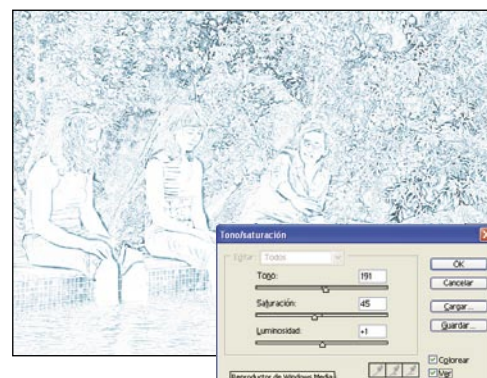 Tono/saturación
Editar: Todos
Tono: 191
Saturación: 45
Luminosidad: +1
OK
Cancelar
Cargar...
Guardar...
Colorear
Ver
Reproductor de Windows Media